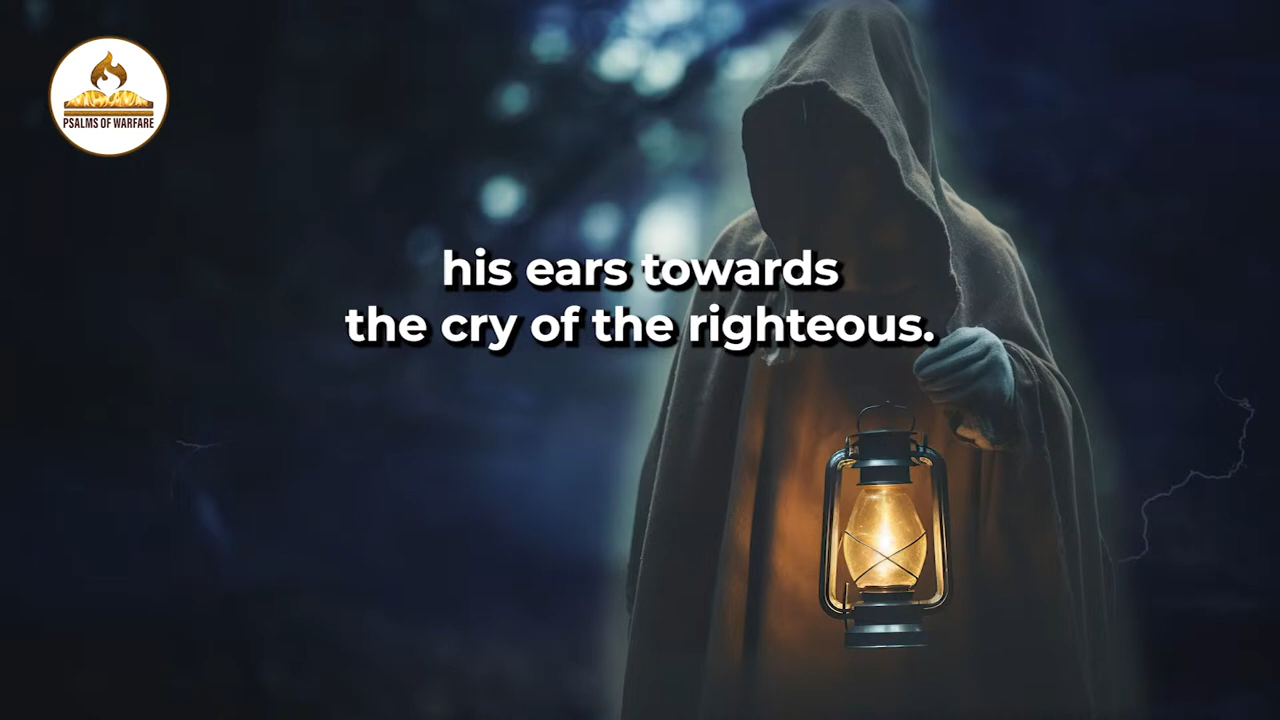 PSALMS OF WARFARE
his ears towards
the cry of the righteous.